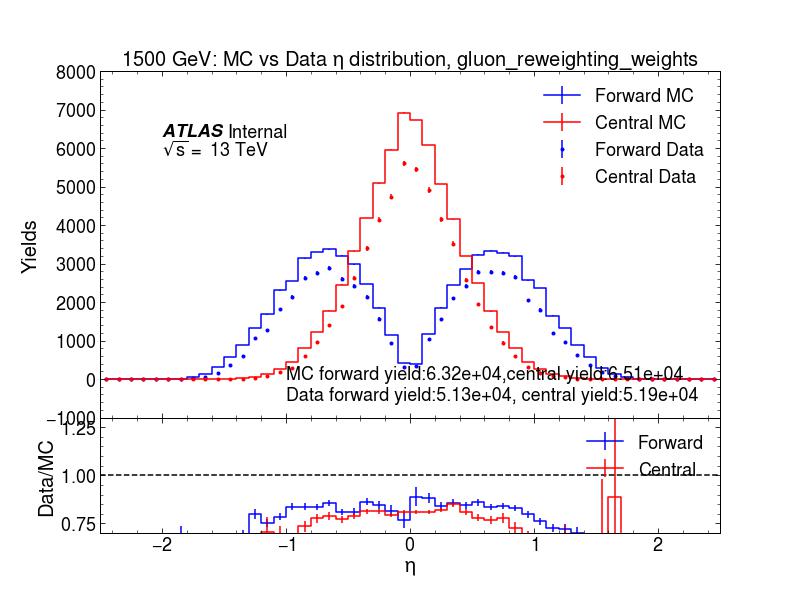 1500 GeV: MC vs Data η distribution, gluon_reweighting_weights
8000
7000
6000
5000
4000
3000
2000
1000
0
−1000
Yields
ATLAS Internal
√s = 13 TeV
Forward MC
Central MC
Forward Data
Central Data
MC forward yield:6.32e+04,central yield:6.51e+04
Data forward yield:5.13e+04, central yield:5.19e+04
1.25
1.00
0.75
Data/MC
Forward
Central
−2 −1 0 1 2
η